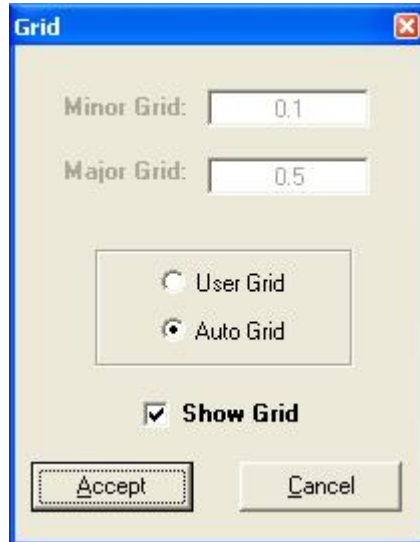 Grid
Minor Grid: 0.1
Major Grid: 0.5
User Grid
Auto Grid
Show Grid
Accept Cancel